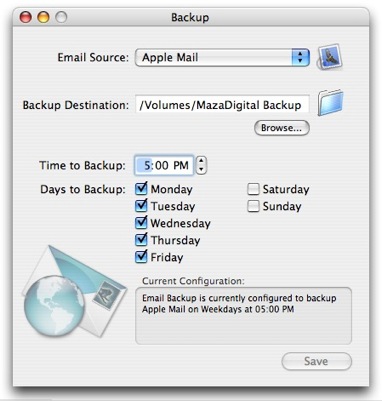 Backup
Email Source: Apple Mail
Backup Destination: /Volumes/MazaDigital Backup
Browse...
Time to Backup: 5:00 PM
Days to Backup: Monday Saturday
Tuesday Sunday
Wednesday
Thursday
Friday
Current Configuration:
Email Backup is currently configured to backup
Apple Mail on Weekdays at 05:00 PM
Save